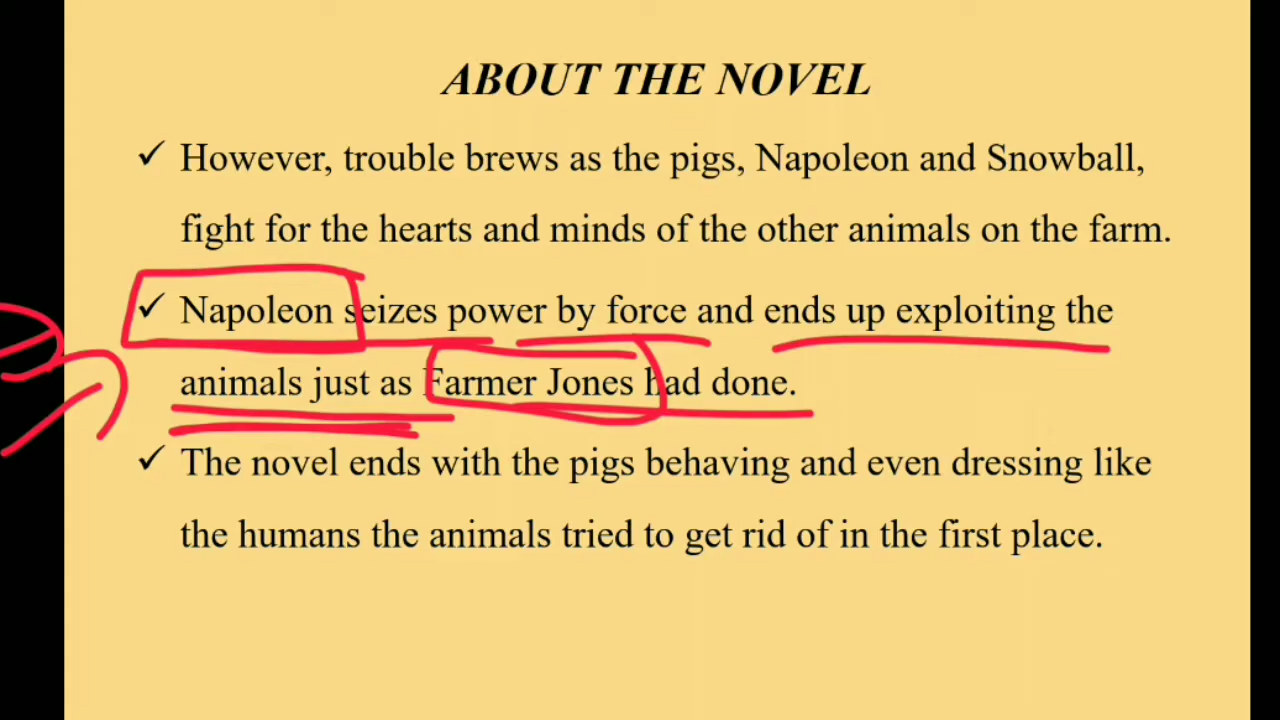 ABOUT THE NOVEL
✓ However, trouble brews as the pigs, Napoleon and Snowball,
fight for the hearts and minds of the other animals on the farm.
✓ Napoleon seizes power by force and ends up exploiting the
animals just as Farmer Jones had done.
✓ The novel ends with the pigs behaving and even dressing like
the humans the animals tried to get rid of in the first place.